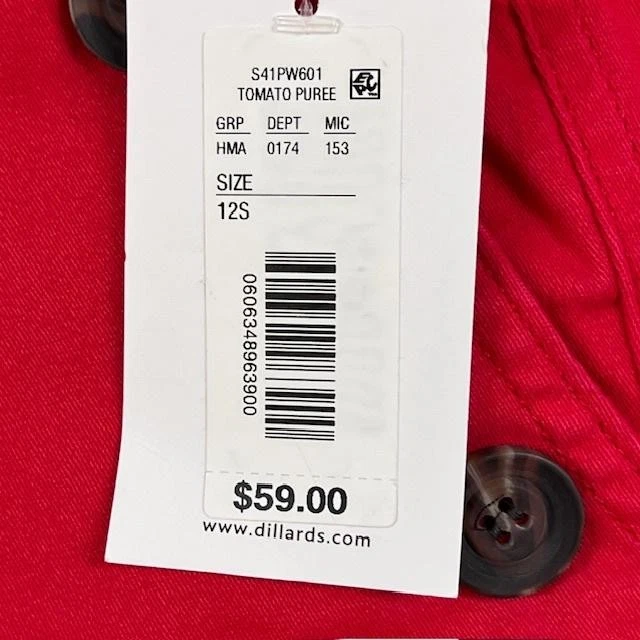 S41PW601
TOMATO PUREE
GRP DEPT MIC
HMA 0174 153
SIZE
12S
0606348963900
$59.00
www.dillards.com